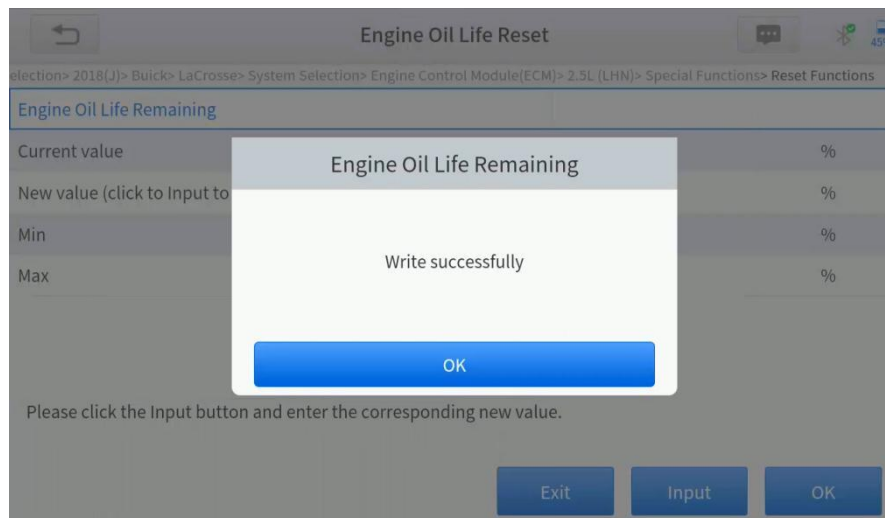 Engine Oil Life Reset
45%
election> 2018(J)> Buick> LaCrosse> System Selection> Engine Control Module(ECM)> 2.5L (LHN)> Special Functions> Reset Functions
Engine Oil Life Remaining
Current value %
New value (click to Input to %
Min %
Max %
Engine Oil Life Remaining
Write successfully
OK
Please click the Input button and enter the corresponding new value.
Exit Input OK